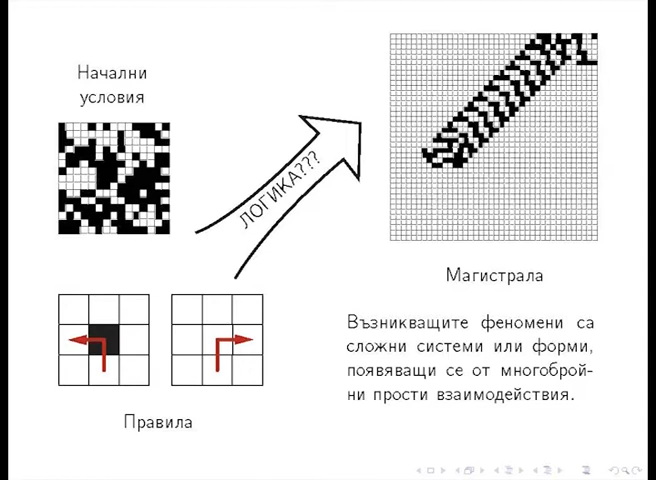 Начални
условия
ЛОГИКА???
Магистрала
Възникващите феномени са
сложни системи или форми,
появяващи се от многоброй-
ни прости взаимодействия.
Правила